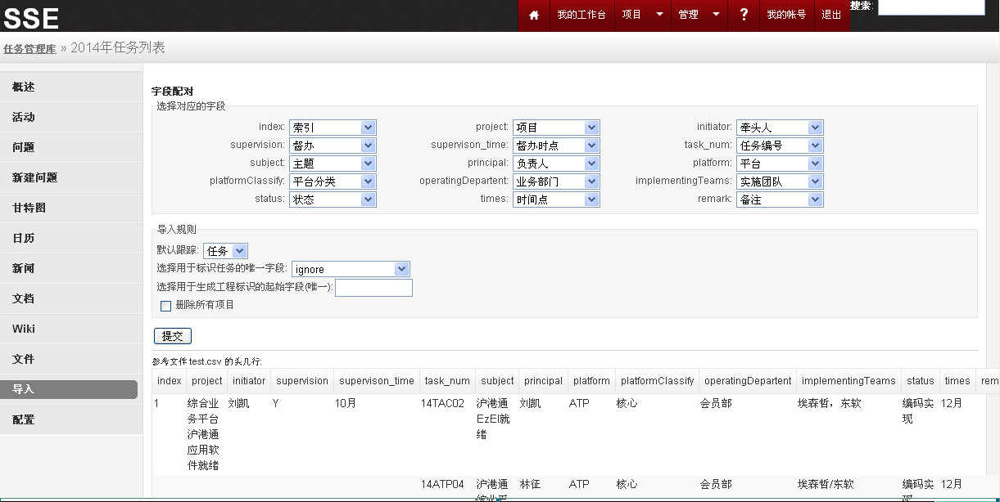 SSE
我的工作台 项目 管理 ? 我的帐号 退出 搜索:
任务管理库 » 2014年任务列表
概述
活动
问题
新建问题
甘特图
日历
新闻
文档
Wiki
文件
导入
配置
字段配对
选择对应的字段
index: 索引 project: 项目 initiator: 牵头人
supervision: 督办 supervison_time: 督办时点 task_num: 任务编号
subject: 主题 principal: 负责人 platform: 平台
platformClassify: 平台分类 operatingDepartent: 业务部门 implementingTeams: 实施团队
status: 状态 times: 时间点 remark: 备注
导入规则
默认跟踪: 任务
选择用于标识任务的唯一字段: ignore
选择用于生成工程标识的起始字段(唯一):
删除所有项目
提交
参考文件 test.csv 的头几行:
index project initiator supervision supervison_time task_num subject principal platform platformClassify operatingDepartent implementingTeams status times rem
1 综合业 刘凯 Y 10月 14TAC02 沪港通 刘凯 ATP 核心 会员部 埃森哲，东软 编码实 12月
务平台 EzEI就 现
沪港通 绪
应用软
件就绪
14ATP04 沪港通 林征 ATP 核心 会员部 埃森哲/东软 编码实 12月